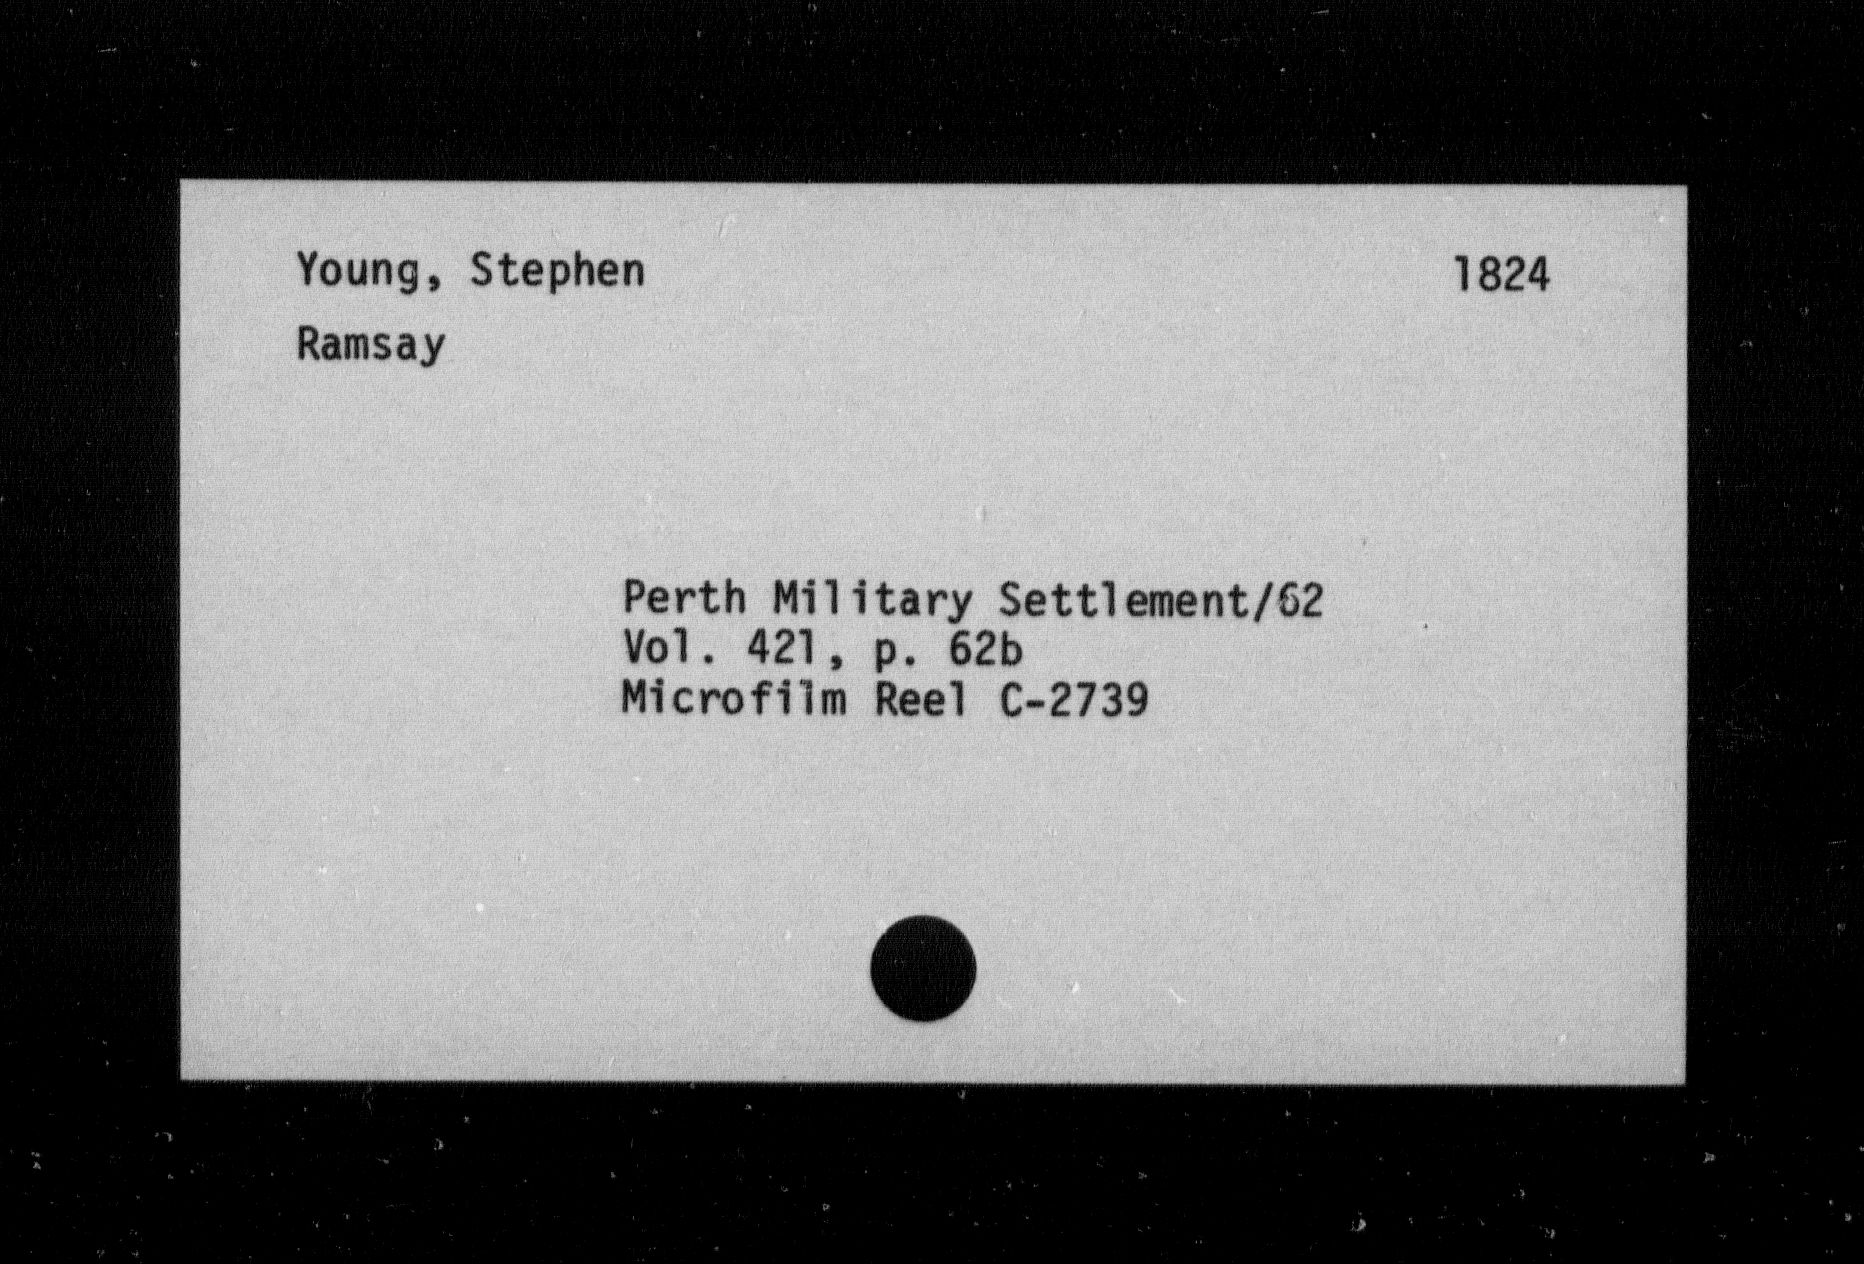 Young, Stephen 1824
Ramsay
Perth Military Settlement/62
Vol. 421, p. 62b
Microfilm Reel C-2739